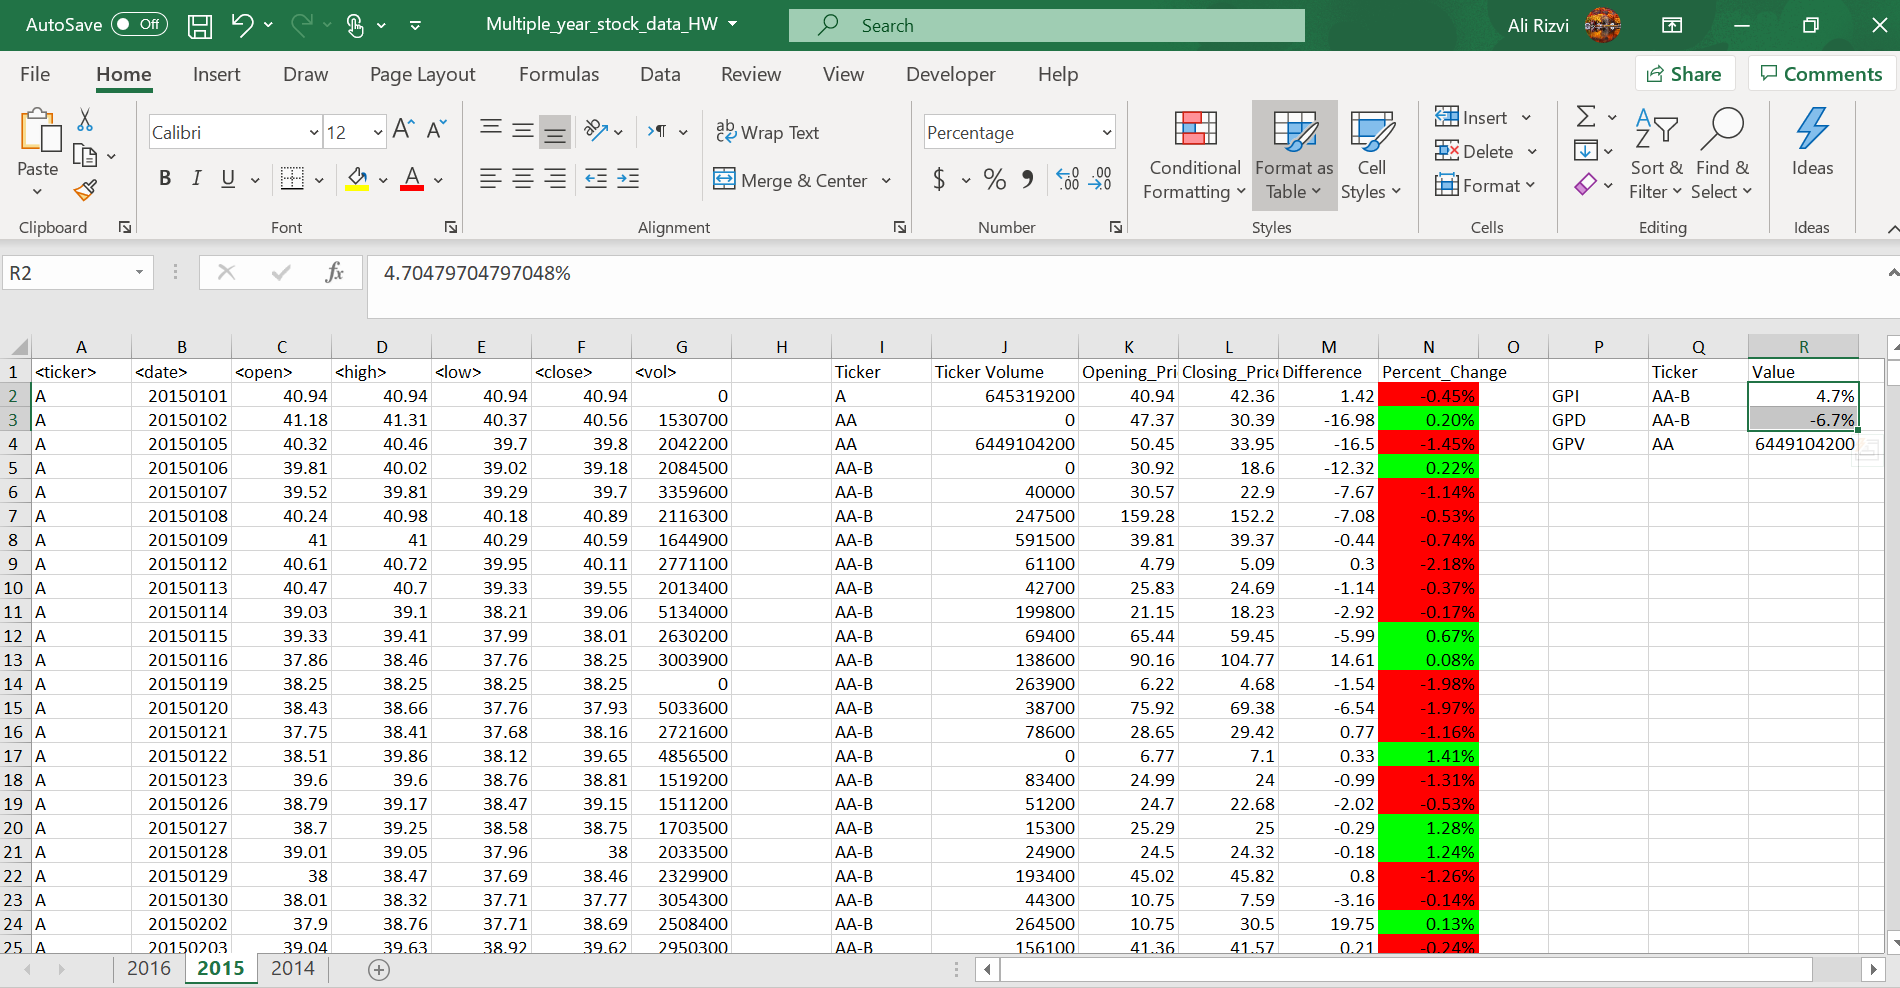 AutoSave Off Multiple_year_stock_data_HW Search Ali Rizvi
File Home Insert Draw Page Layout Formulas Data Review View Developer Help Share Comments
Calibri 12 Wrap Text Percentage Insert
Paste B I U Merge & Center $ % Conditional Formatting Format as Table Cell Styles Delete Format Sort & Filter Find & Select Ideas
Clipboard Font Alignment Number Styles Cells Editing Ideas
R2 fx 4.70479704797048%
A B C D E F G H I J K L M N O P Q R
1 <ticker> <date> <open> <high> <low> <close> <vol> Ticker Ticker Volume Opening_Pri Closing_Price Difference Percent_Change Ticker Value
2 A 20150101 40.94 40.94 40.94 40.94 0 A 645319200 40.94 42.36 1.42 -0.45% GPI AA-B 4.7%
3 A 20150102 41.18 41.31 40.37 40.56 1530700 AA 0 47.37 30.39 -16.98 0.20% GPD AA-B -6.7%
4 A 20150105 40.32 40.46 39.7 39.8 2042200 AA 6449104200 50.45 33.95 -16.5 -1.45% GPV AA 6449104200
5 A 20150106 39.81 40.02 39.02 39.18 2084500 AA-B 0 30.92 18.6 -12.32 0.22%
6 A 20150107 39.52 39.81 39.29 39.7 3359600 AA-B 40000 30.57 22.9 -7.67 -1.14%
7 A 20150108 40.24 40.98 40.18 40.89 2116300 AA-B 247500 159.28 152.2 -7.08 -0.53%
8 A 20150109 41 41 40.29 40.59 1644900 AA-B 591500 39.81 39.37 -0.44 -0.74%
9 A 20150112 40.61 40.72 39.95 40.11 2771100 AA-B 61100 4.79 5.09 0.3 -2.18%
10 A 20150113 40.47 40.7 39.33 39.55 2013400 AA-B 42700 25.83 24.69 -1.14 -0.37%
11 A 20150114 39.03 39.1 38.21 39.06 5134000 AA-B 199800 21.15 18.23 -2.92 -0.17%
12 A 20150115 39.33 39.41 37.99 38.01 2630200 AA-B 69400 65.44 59.45 -5.99 0.67%
13 A 20150116 37.86 38.46 37.76 38.25 3003900 AA-B 138600 90.16 104.77 14.61 0.08%
14 A 20150119 38.25 38.25 38.25 38.25 0 AA-B 263900 6.22 4.68 -1.54 -1.98%
15 A 20150120 38.43 38.66 37.76 37.93 5033600 AA-B 38700 75.92 69.38 -6.54 -1.97%
16 A 20150121 37.75 38.41 37.68 38.16 2721600 AA-B 78600 28.65 29.42 0.77 -1.16%
17 A 20150122 38.51 39.86 38.12 39.65 4856500 AA-B 0 6.77 7.1 0.33 1.41%
18 A 20150123 39.6 39.6 38.76 38.81 1519200 AA-B 83400 24.99 24 -0.99 -1.31%
19 A 20150126 38.79 39.17 38.47 39.15 1511200 AA-B 51200 24.7 22.68 -2.02 -0.53%
20 A 20150127 38.7 39.25 38.58 38.75 1703500 AA-B 15300 25.29 25 -0.29 1.28%
21 A 20150128 39.01 39.05 37.96 38 2033500 AA-B 24900 24.5 24.32 -0.18 1.24%
22 A 20150129 38 38.47 37.69 38.46 2329900 AA-B 193400 45.02 45.82 0.8 -1.26%
23 A 20150130 38.01 38.32 37.71 37.77 3054300 AA-B 44300 10.75 7.59 -3.16 -0.14%
24 A 20150202 37.9 38.76 37.71 38.69 2508400 AA-B 264500 10.75 30.5 19.75 0.13%
25 A 20150203 39.04 39.63 38.92 39.62 2950300 AA-B 156100 41.36 41.57 0.21 -0.24%
2016 2015 2014